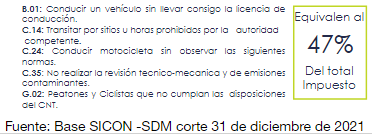 B.01: Conducir un vehículo sin llevar consigo la licencia de
conducción.
C.14: Transitar por sitios u horas prohibidos por la autoridad
competente.
C.24: Conducir motocicleta sin observar las siguientes
normas.
C.35: No realizar la revisión tecnico-mecanica y de emisiones
contaminantes.
G.02: Peatones y Ciclistas que no cumplan las disposiciones
del CNT.
Equivalen al
47%
Del total
Impuesto
Fuente: Base SICON -SDM corte 31 de diciembre de 2021